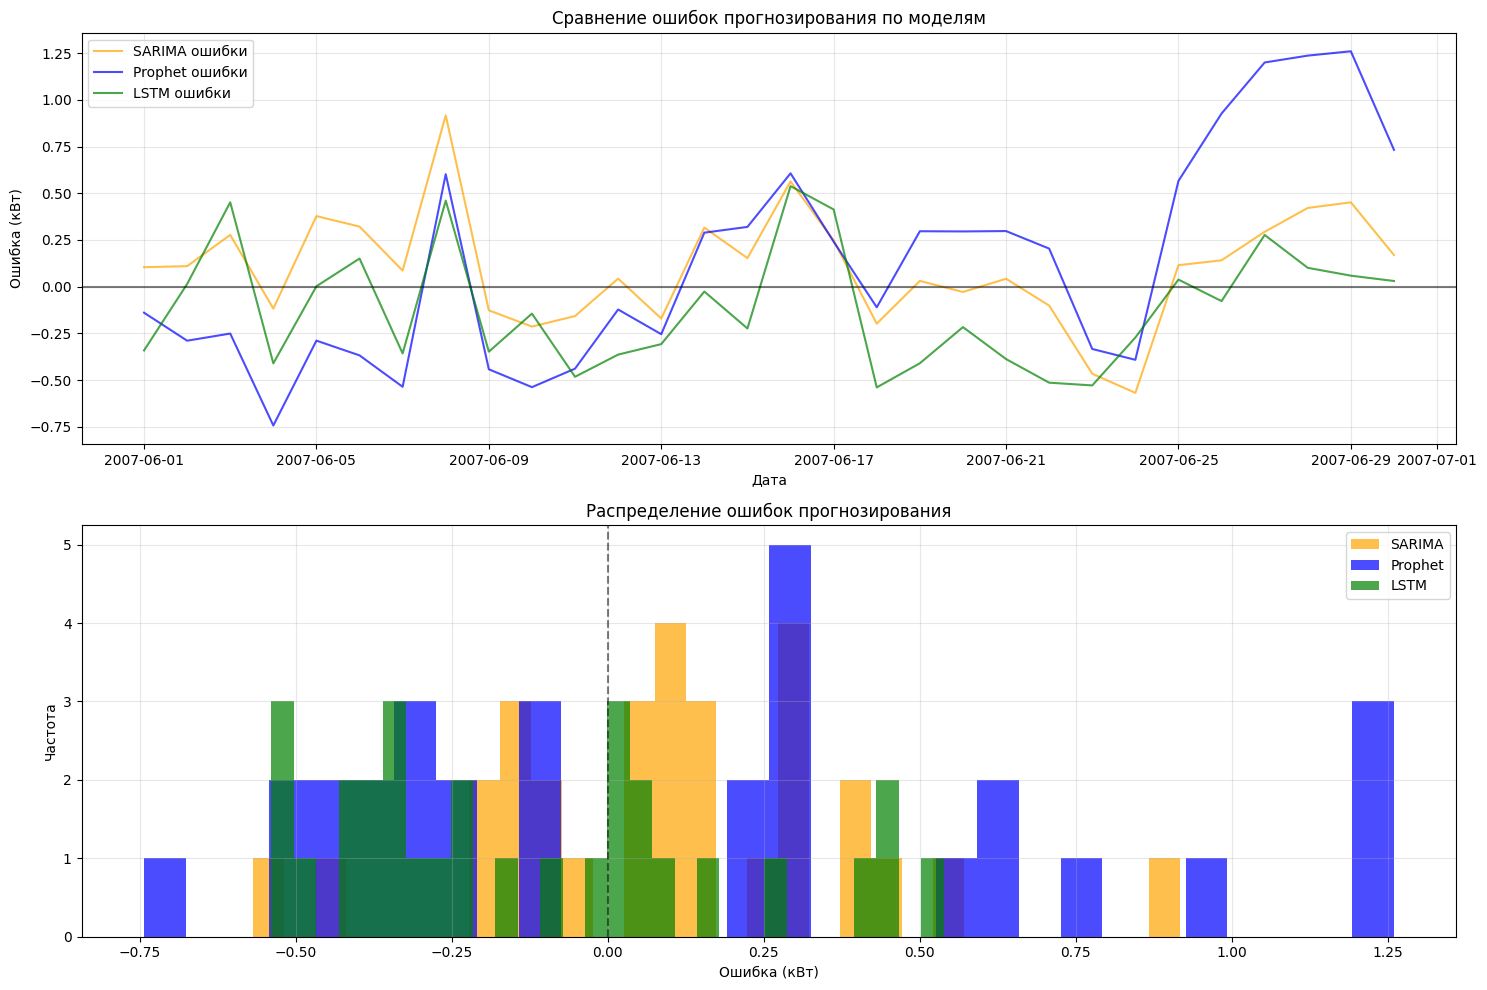 Сравнение ошибок прогнозирования по моделям
SARIMA ошибки
Prophet ошибки
LSTM ошибки
Ошибка (кВт)
1.25
1.00
0.75
0.50
0.25
0.00
−0.25
−0.50
−0.75
2007-06-01 2007-06-05 2007-06-09 2007-06-13 2007-06-17 2007-06-21 2007-06-25 2007-06-29 2007-07-01
Дата
Распределение ошибок прогнозирования
SARIMA
Prophet
LSTM
Частота
5
4
3
2
1
0
−0.75 −0.50 −0.25 0.00 0.25 0.50 0.75 1.00 1.25
Ошибка (кВт)